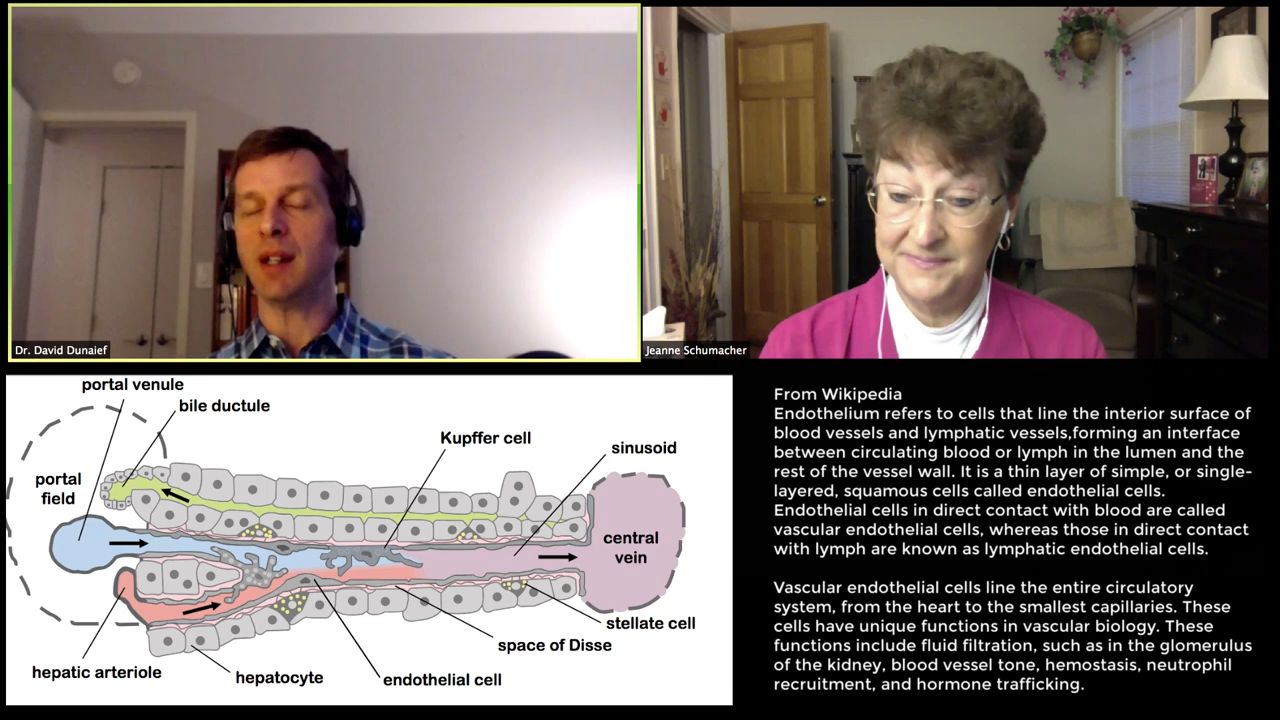 Dr. David Dunaief
Jeanne Schumacher
portal venule
bile ductule
Kupffer cell
sinusoid
portal
field
central
vein
stellate cell
space of Disse
hepatic arteriole
hepatocyte
endothelial cell
From Wikipedia
Endothelium refers to cells that line the interior surface of
blood vessels and lymphatic vessels,forming an interface
between circulating blood or lymph in the lumen and the
rest of the vessel wall. It is a thin layer of simple, or single-
layered, squamous cells called endothelial cells.
Endothelial cells in direct contact with blood are called
vascular endothelial cells, whereas those in direct contact
with lymph are known as lymphatic endothelial cells.
Vascular endothelial cells line the entire circulatory
system, from the heart to the smallest capillaries. These
cells have unique functions in vascular biology. These
functions include fluid filtration, such as in the glomerulus
of the kidney, blood vessel tone, hemostasis, neutrophil
recruitment, and hormone trafficking.